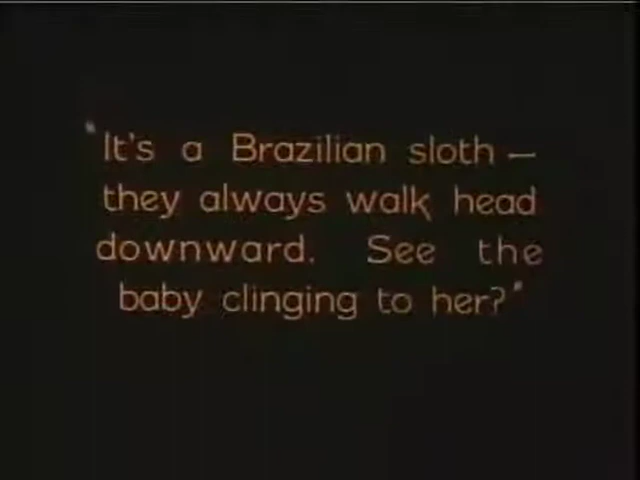 "It's a Brazilian sloth —
they always walk head
downward. See the
baby clinging to her?"